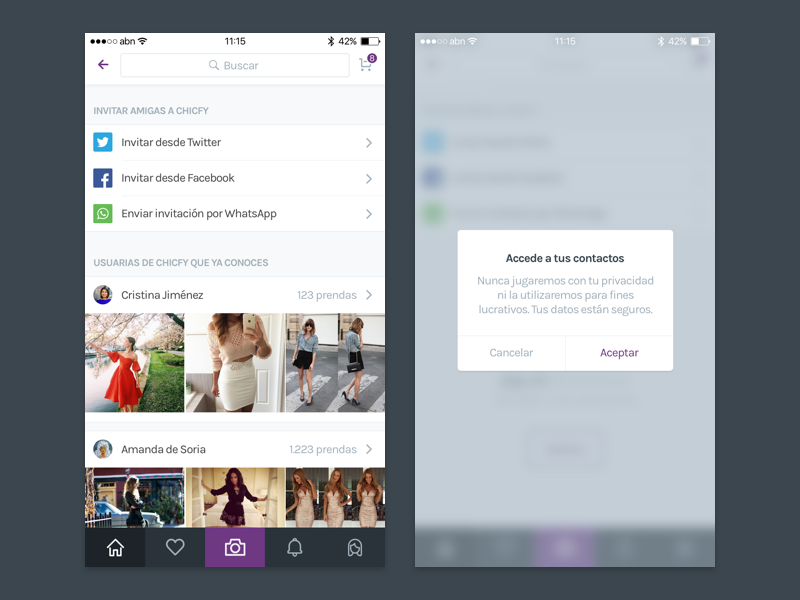 abn
11:15
42%
Buscar
8
INVITAR AMIGAS A CHICFY
Invitar desde Twitter
Invitar desde Facebook
Enviar invitación por WhatsApp
USUARIAS DE CHICFY QUE YA CONOCES
Cristina Jiménez
123 prendas
Amanda de Soria
1.223 prendas
abn
11:15
42%
Accede a tus contactos
Nunca jugaremos con tu privacidad
ni la utilizaremos para fines
lucrativos. Tus datos están seguros.
Cancelar
Aceptar